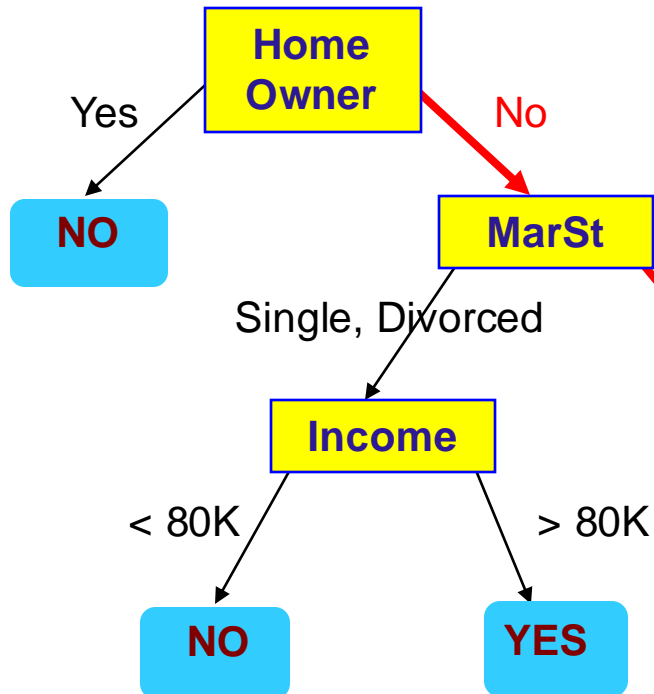 Home
Owner
Yes
No
NO
MarSt
Single, Divorced
Income
< 80K
> 80K
NO
YES